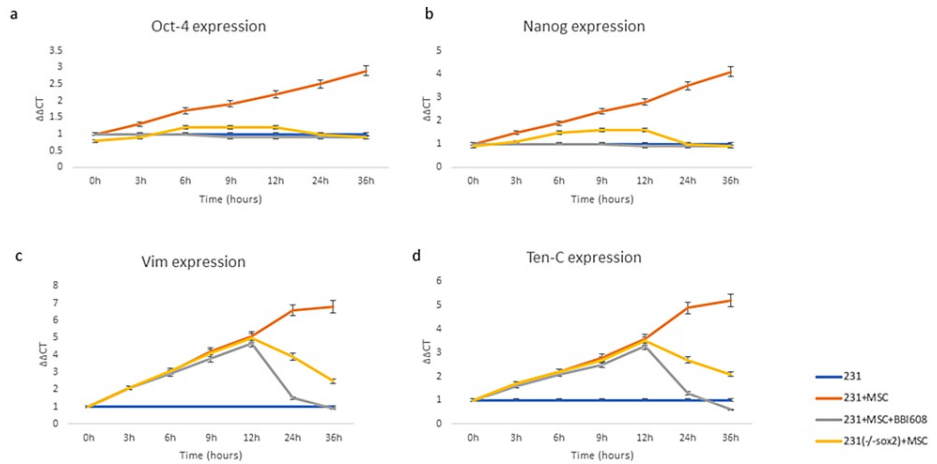 a
Oct-4 expression
3.5
3
2.5
2
1.5
1
0.5
0
ΔΔCT
0h 3h 6h 9h 12h 24h 36h
Time (hours)
b
Nanog expression
5
4
3
2
1
0
ΔΔCT
0h 3h 6h 9h 12h 24h 36h
Time (hours)
c
Vim expression
8
7
6
5
4
3
2
1
0
ΔΔCT
0h 3h 6h 9h 12h 24h 36h
Time (hours)
d
Ten-C expression
6
5
4
3
2
1
0
ΔΔCT
0h 3h 6h 9h 12h 24h 36h
Time (hours)
231
231+MSC
231+MSC+BBI608
231(-/-sox2)+MSC